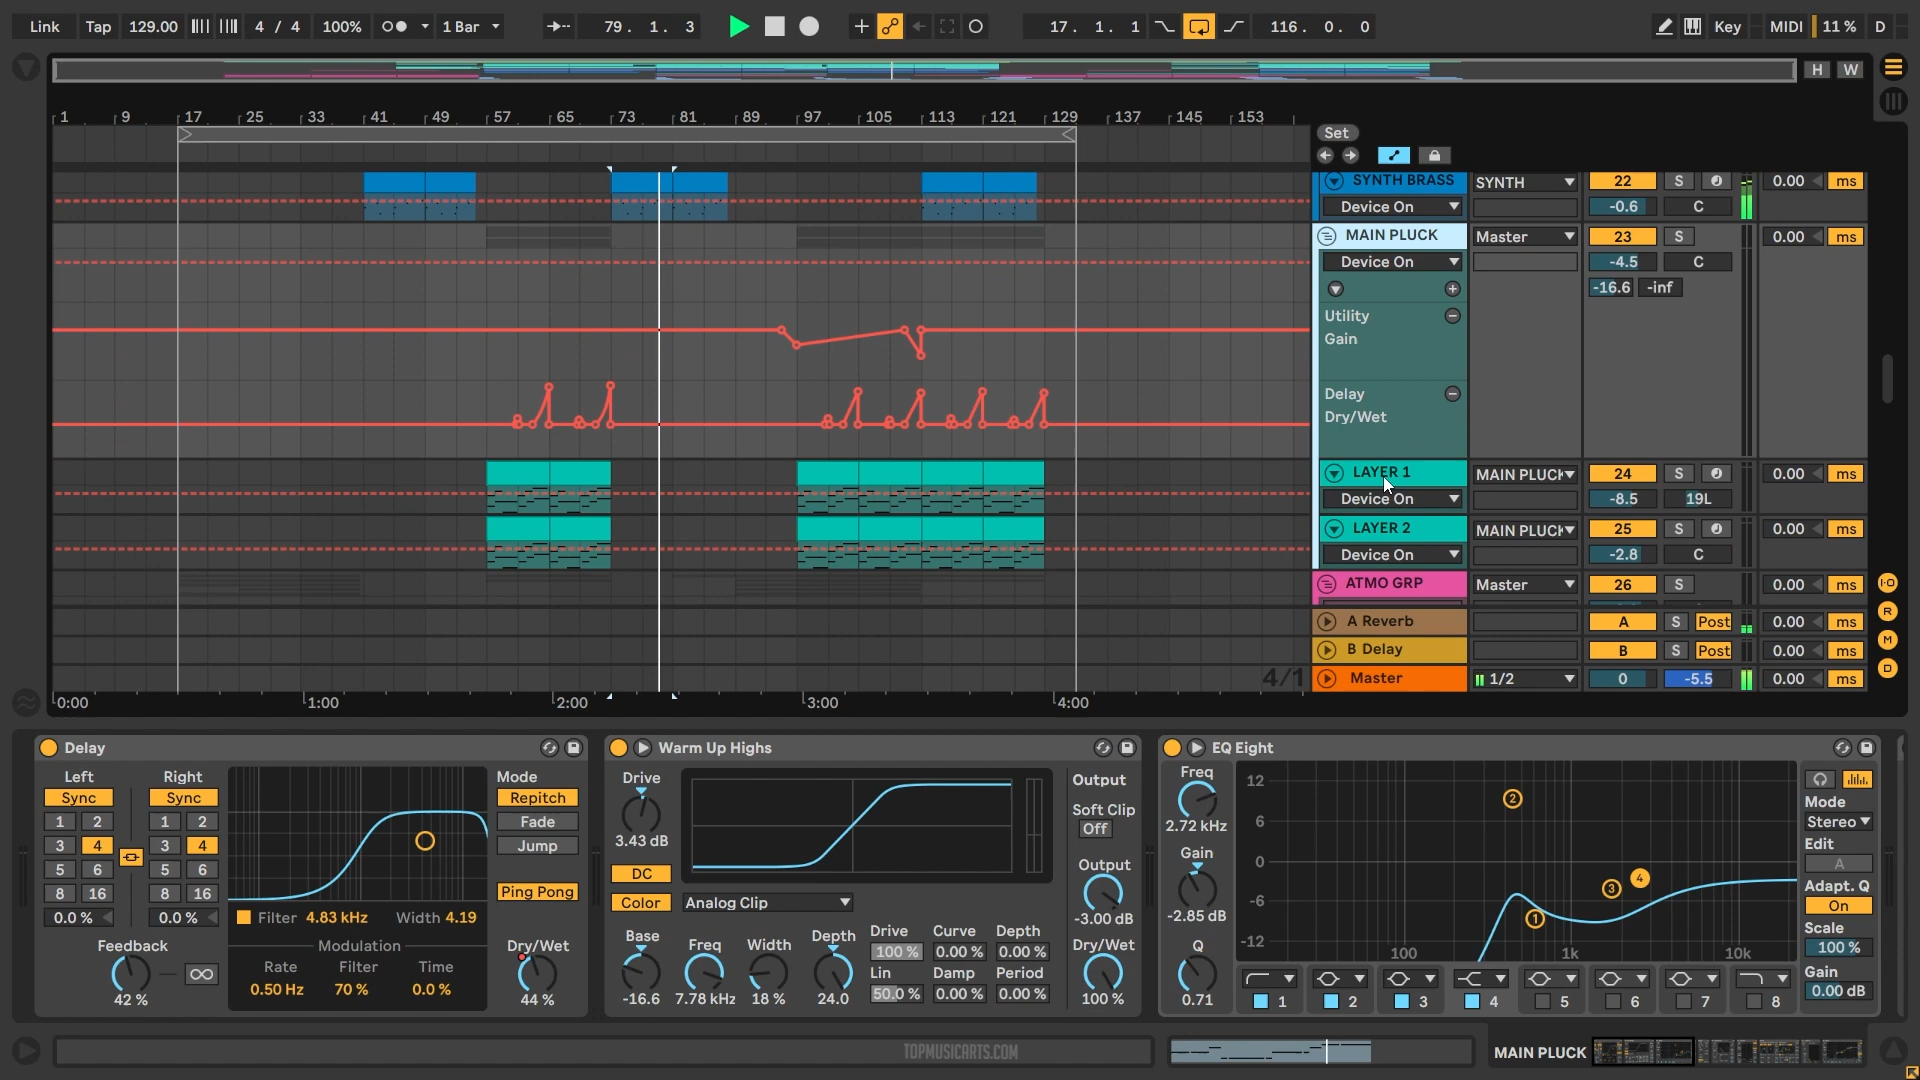 Link Tap 129.00 4 / 4 100% 1 Bar 79. 1. 3 17. 1. 1 116. 0. 0 Key MIDI 11 % D
H W
1 9 17 25 33 41 49 57 65 73 81 89 97 105 113 121 129 137 145 153
Set
SYNTH BRASS SYNTH 22 S 0.00 ms
Device On -0.6 C
MAIN PLUCK Master 23 S 0.00 ms
Device On -4.5 C
-16.6 -inf
Utility
Gain
Delay
Dry/Wet
LAYER 1 MAIN PLUCK 24 S 0.00 ms
Device On -8.5 19L
LAYER 2 MAIN PLUCK 25 S 0.00 ms
Device On -2.8 C
ATMO GRP Master 26 S 0.00 ms
A Reverb A S Post 0.00 ms
B Delay B S Post 0.00 ms
4/1 Master 1/2 0 -5.5 0.00 ms
I·O
R
M
D
0:00 1:00 2:00 3:00 4:00
Delay
Left Right Mode
Sync Sync Repitch
1 2 1 2 Fade
3 4 3 4 Jump
5 6 5 6
8 16 8 16 Ping Pong
0.0 % 0.0 % Filter 4.83 kHz Width 4.19
Feedback Modulation Dry/Wet
Rate Filter Time
0.50 Hz 70 % 0.0 %
42 % 44 %
Warm Up Highs
Drive Output
3.43 dB Soft Clip
Off
DC Output
Color Analog Clip -3.00 dB
Base Freq Width Depth Drive Curve Depth Dry/Wet
100 % 0.00 % 0.00 %
Lin Damp Period
-16.6 7.78 kHz 18 % 24.0 50.0 % 0.00 % 0.00 % 100 %
EQ Eight
Freq
2.72 kHz
Gain
-2.85 dB
Q
0.71
12
6
0
-6
-12
2
3 4
1
100 1k 10k
1 2 3 4 5 6 7 8
Mode
Stereo
Edit
A
Adapt. Q
On
Scale
100 %
Gain
0.00 dB
TOPMUSICARTS.COM MAIN PLUCK